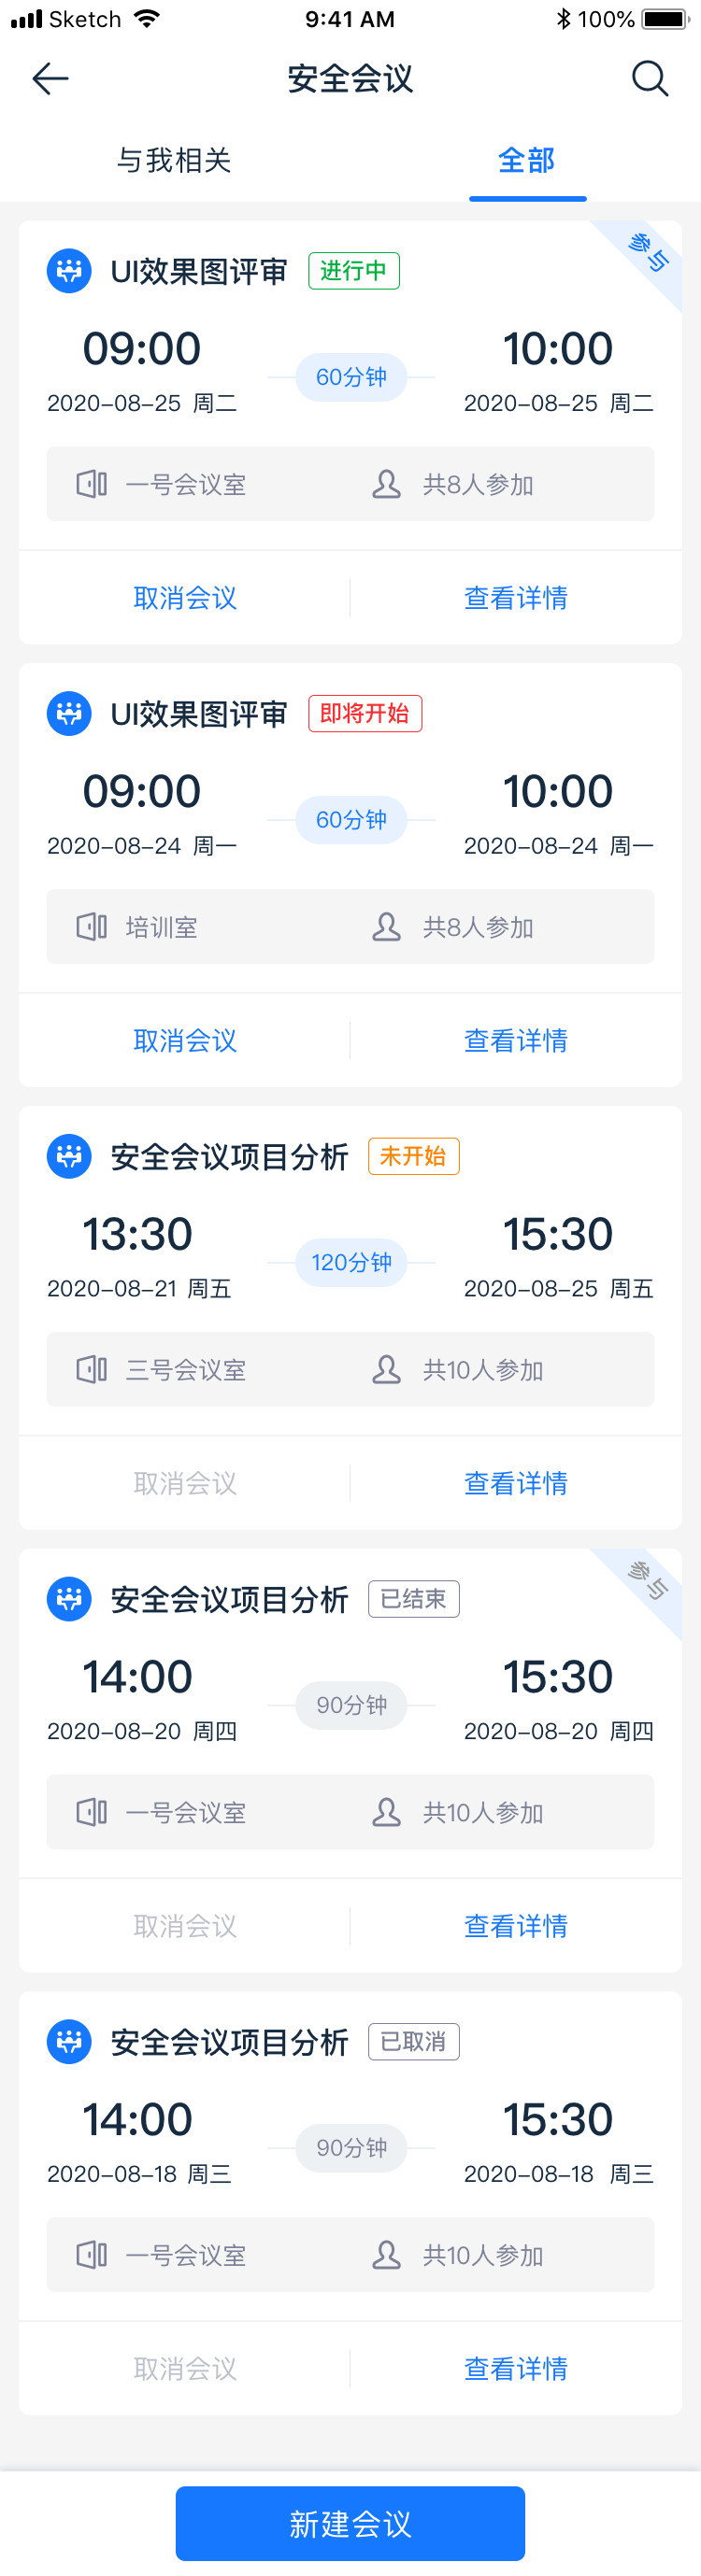 Sketch 9:41 AM 100%
安全会议
与我相关 全部
UI效果图评审 进行中 参与
09:00 60分钟 10:00
2020-08-25 周二 2020-08-25 周二
一号会议室 共8人参加
取消会议 查看详情
UI效果图评审 即将开始
09:00 60分钟 10:00
2020-08-24 周一 2020-08-24 周一
培训室 共8人参加
取消会议 查看详情
安全会议项目分析 未开始
13:30 120分钟 15:30
2020-08-21 周五 2020-08-25 周五
三号会议室 共10人参加
取消会议 查看详情
安全会议项目分析 已结束 参与
14:00 90分钟 15:30
2020-08-20 周四 2020-08-20 周四
一号会议室 共10人参加
取消会议 查看详情
安全会议项目分析 已取消
14:00 90分钟 15:30
2020-08-18 周三 2020-08-18 周三
一号会议室 共10人参加
取消会议 查看详情
新建会议